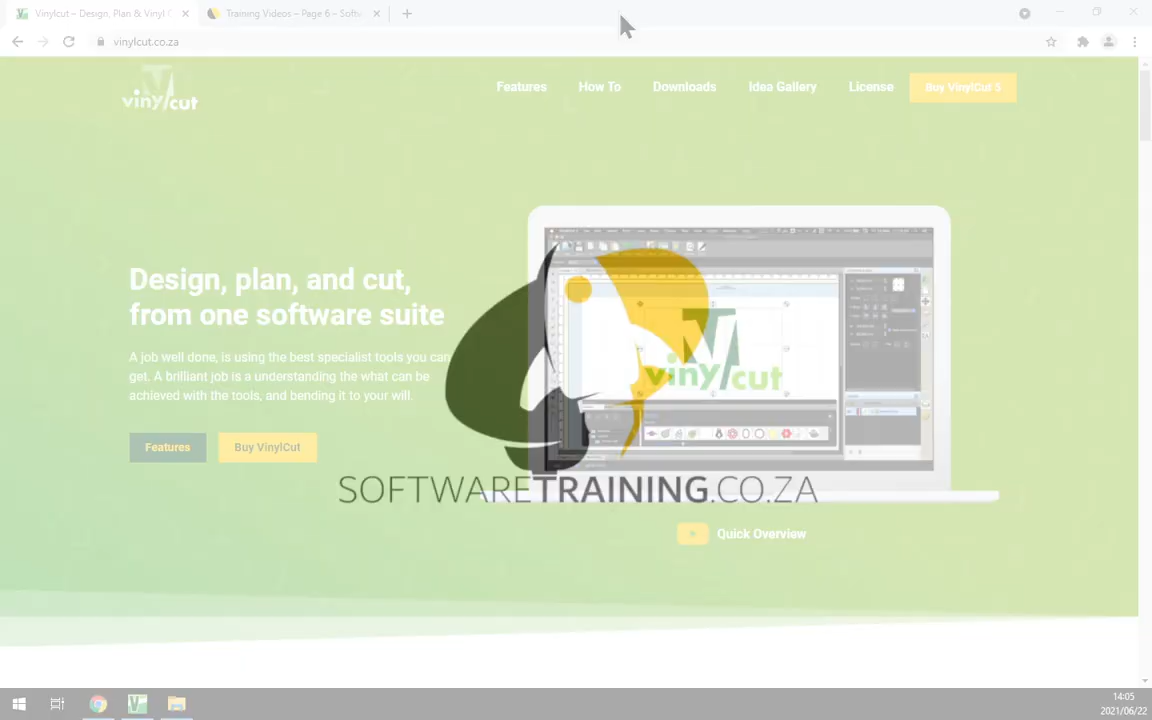 Vinylcut – Design, Plan & Vinyl
Training Videos – Page 6 – Softw
vinylcut.co.za
vinylcut
Features
How To
Downloads
Idea Gallery
License
Buy VinylCut 5
Design, plan, and cut,
from one software suite
A job well done, is using the best specialist tools you can
get. A brilliant job is a understanding the what can be
achieved with the tools, and bending it to your will.
Features
Buy VinylCut
vinylcut
SOFTWARETRAINING.CO.ZA
Quick Overview
14:05
2021/06/22